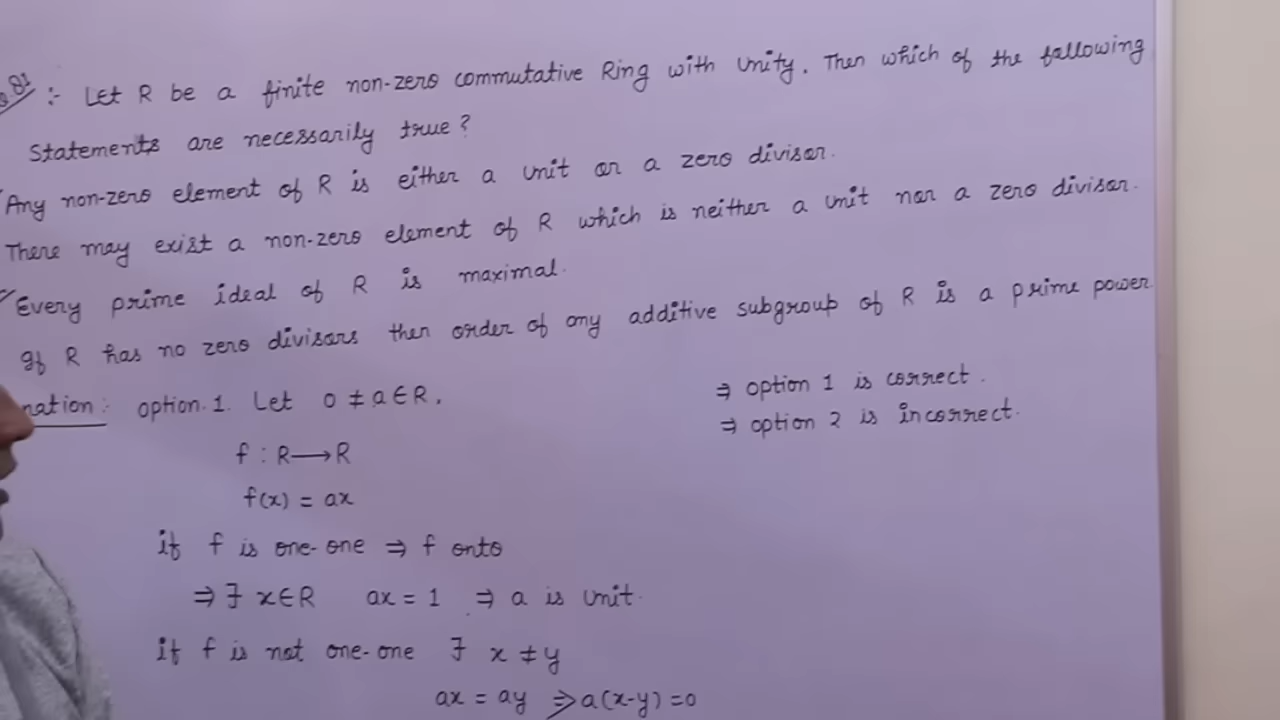 :- Let R be a finite non-zero commutative Ring with Unity. Then which of the following
Statements are necessarily true?
Any non-zero element of R is either a unit or a zero divisor.
There may exist a non-zero element of R which is neither a unit nor a zero divisor.
Every prime ideal of R is maximal.
If R has no zero divisors then order of any additive subgroup of R is a prime power
nation: option.1. Let 0 ≠ a ∈ R.
f : R → R
f(x) = ax
if f is one-one ⇒ f onto
⇒ ∃ x ∈ R ax = 1 ⇒ a is unit.
if f is not one-one ∃ x ≠ y
ax = ay ⇒ a(x-y) = 0
⇒ option 1 is correct.
⇒ option 2 is incorrect.